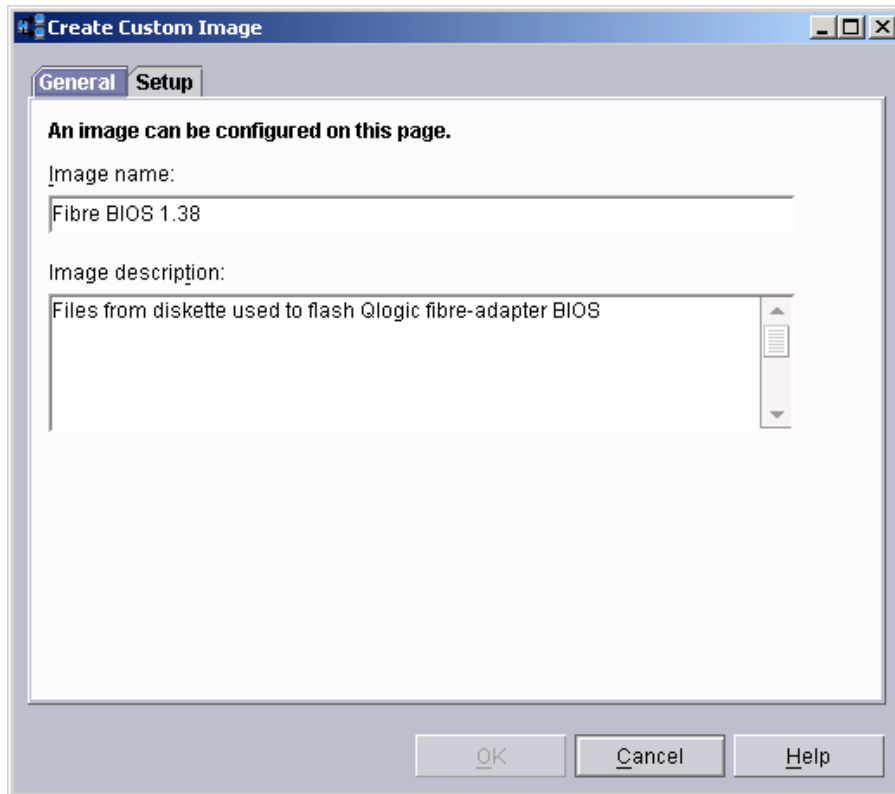 Create Custom Image
General Setup
An image can be configured on this page.
Image name:
Fibre BIOS 1.38
Image description:
Files from diskette used to flash Qlogic fibre-adapter BIOS
OK Cancel Help